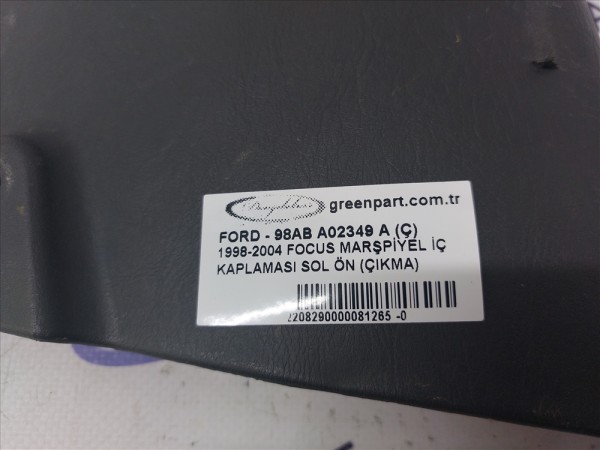 greenpart.com.tr
FORD - 98AB A02349 A (Ç)
1998-2004 FOCUS MARŞPİYEL İÇ
KAPLAMASI SOL ÖN (ÇIKMA)
2208290000081265 -0